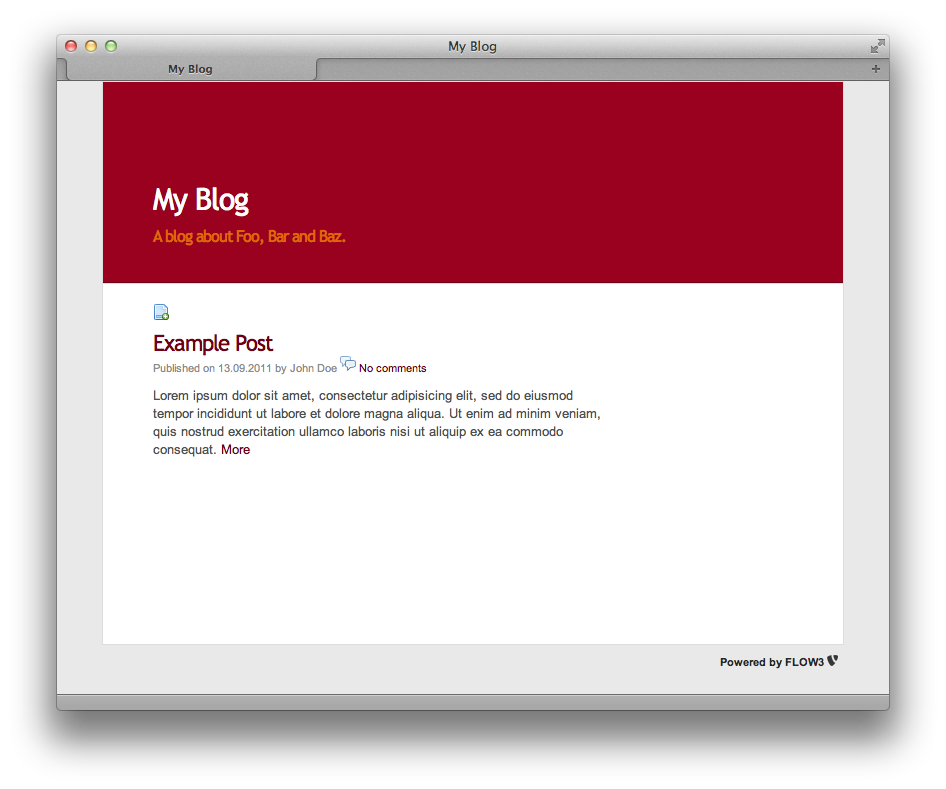 My Blog
My Blog
My Blog
A blog about Foo, Bar and Baz.
Example Post
Published on 13.09.2011 by John Doe No comments
Lorem ipsum dolor sit amet, consectetur adipisicing elit, sed do eiusmod
tempor incididunt ut labore et dolore magna aliqua. Ut enim ad minim veniam,
quis nostrud exercitation ullamco laboris nisi ut aliquip ex ea commodo
consequat. More
Powered by FLOW3